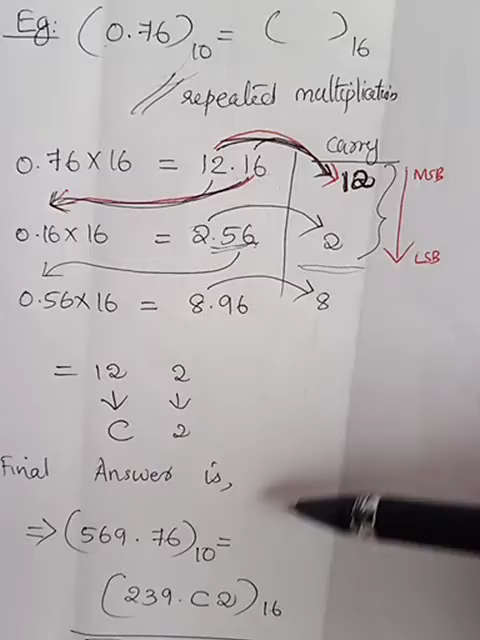 Eg: (0.76)10 = ( )16
// repeated multiplication
Carry
0.76 X 16 = 12.16 12 MSB
0.16 X 16 = 2.56 2
LSB
0.56 X 16 = 8.96 8
= 12 2
↓ ↓
C 2
Final Answer is,
⇒ (569.76)10 =
(239.C2)16